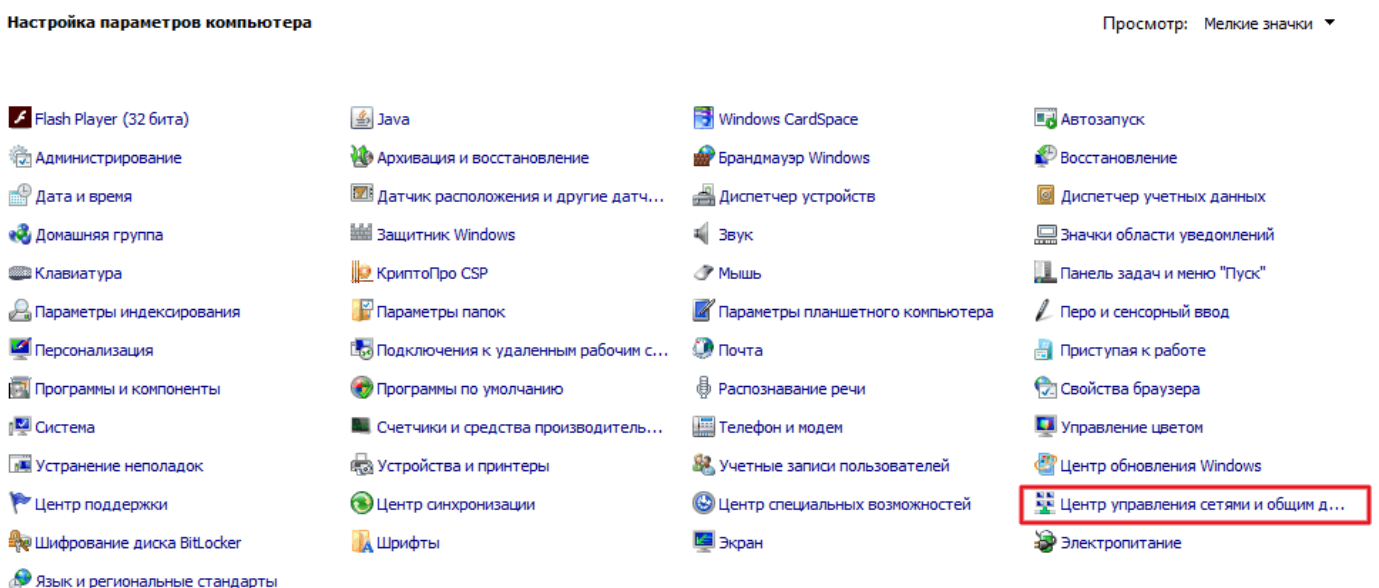 Настройка параметров компьютера
Просмотр: Мелкие значки
Flash Player (32 бита)
Java
Windows CardSpace
Автозапуск
Администрирование
Архивация и восстановление
Брандмауэр Windows
Восстановление
Дата и время
Датчик расположения и другие датч...
Диспетчер устройств
Диспетчер учетных данных
Домашняя группа
Защитник Windows
Звук
Значки области уведомлений
Клавиатура
КриптоПро CSP
Мышь
Панель задач и меню "Пуск"
Параметры индексирования
Параметры папок
Параметры планшетного компьютера
Перо и сенсорный ввод
Персонализация
Подключения к удаленным рабочим с...
Почта
Приступая к работе
Программы и компоненты
Программы по умолчанию
Распознавание речи
Свойства браузера
Система
Счетчики и средства производитель...
Телефон и модем
Управление цветом
Устранение неполадок
Устройства и принтеры
Учетные записи пользователей
Центр обновления Windows
Центр поддержки
Центр синхронизации
Центр специальных возможностей
Центр управления сетями и общим д...
Шифрование диска BitLocker
Шрифты
Экран
Электропитание
Язык и региональные стандарты